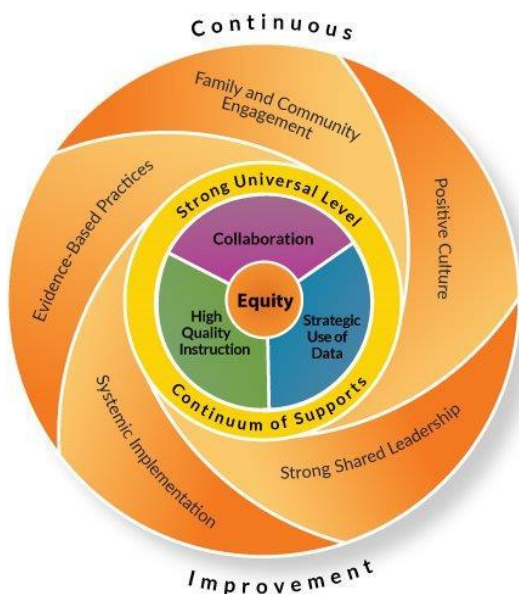 Continuous
Family and Community
Engagement
Positive Culture
Evidence-Based Practices
Strong Universal Level
Collaboration
Equity
High
Quality
Instruction
Strategic
Use of
Data
Continuum of Supports
Systemic Implementation
Strong Shared Leadership
Improvement